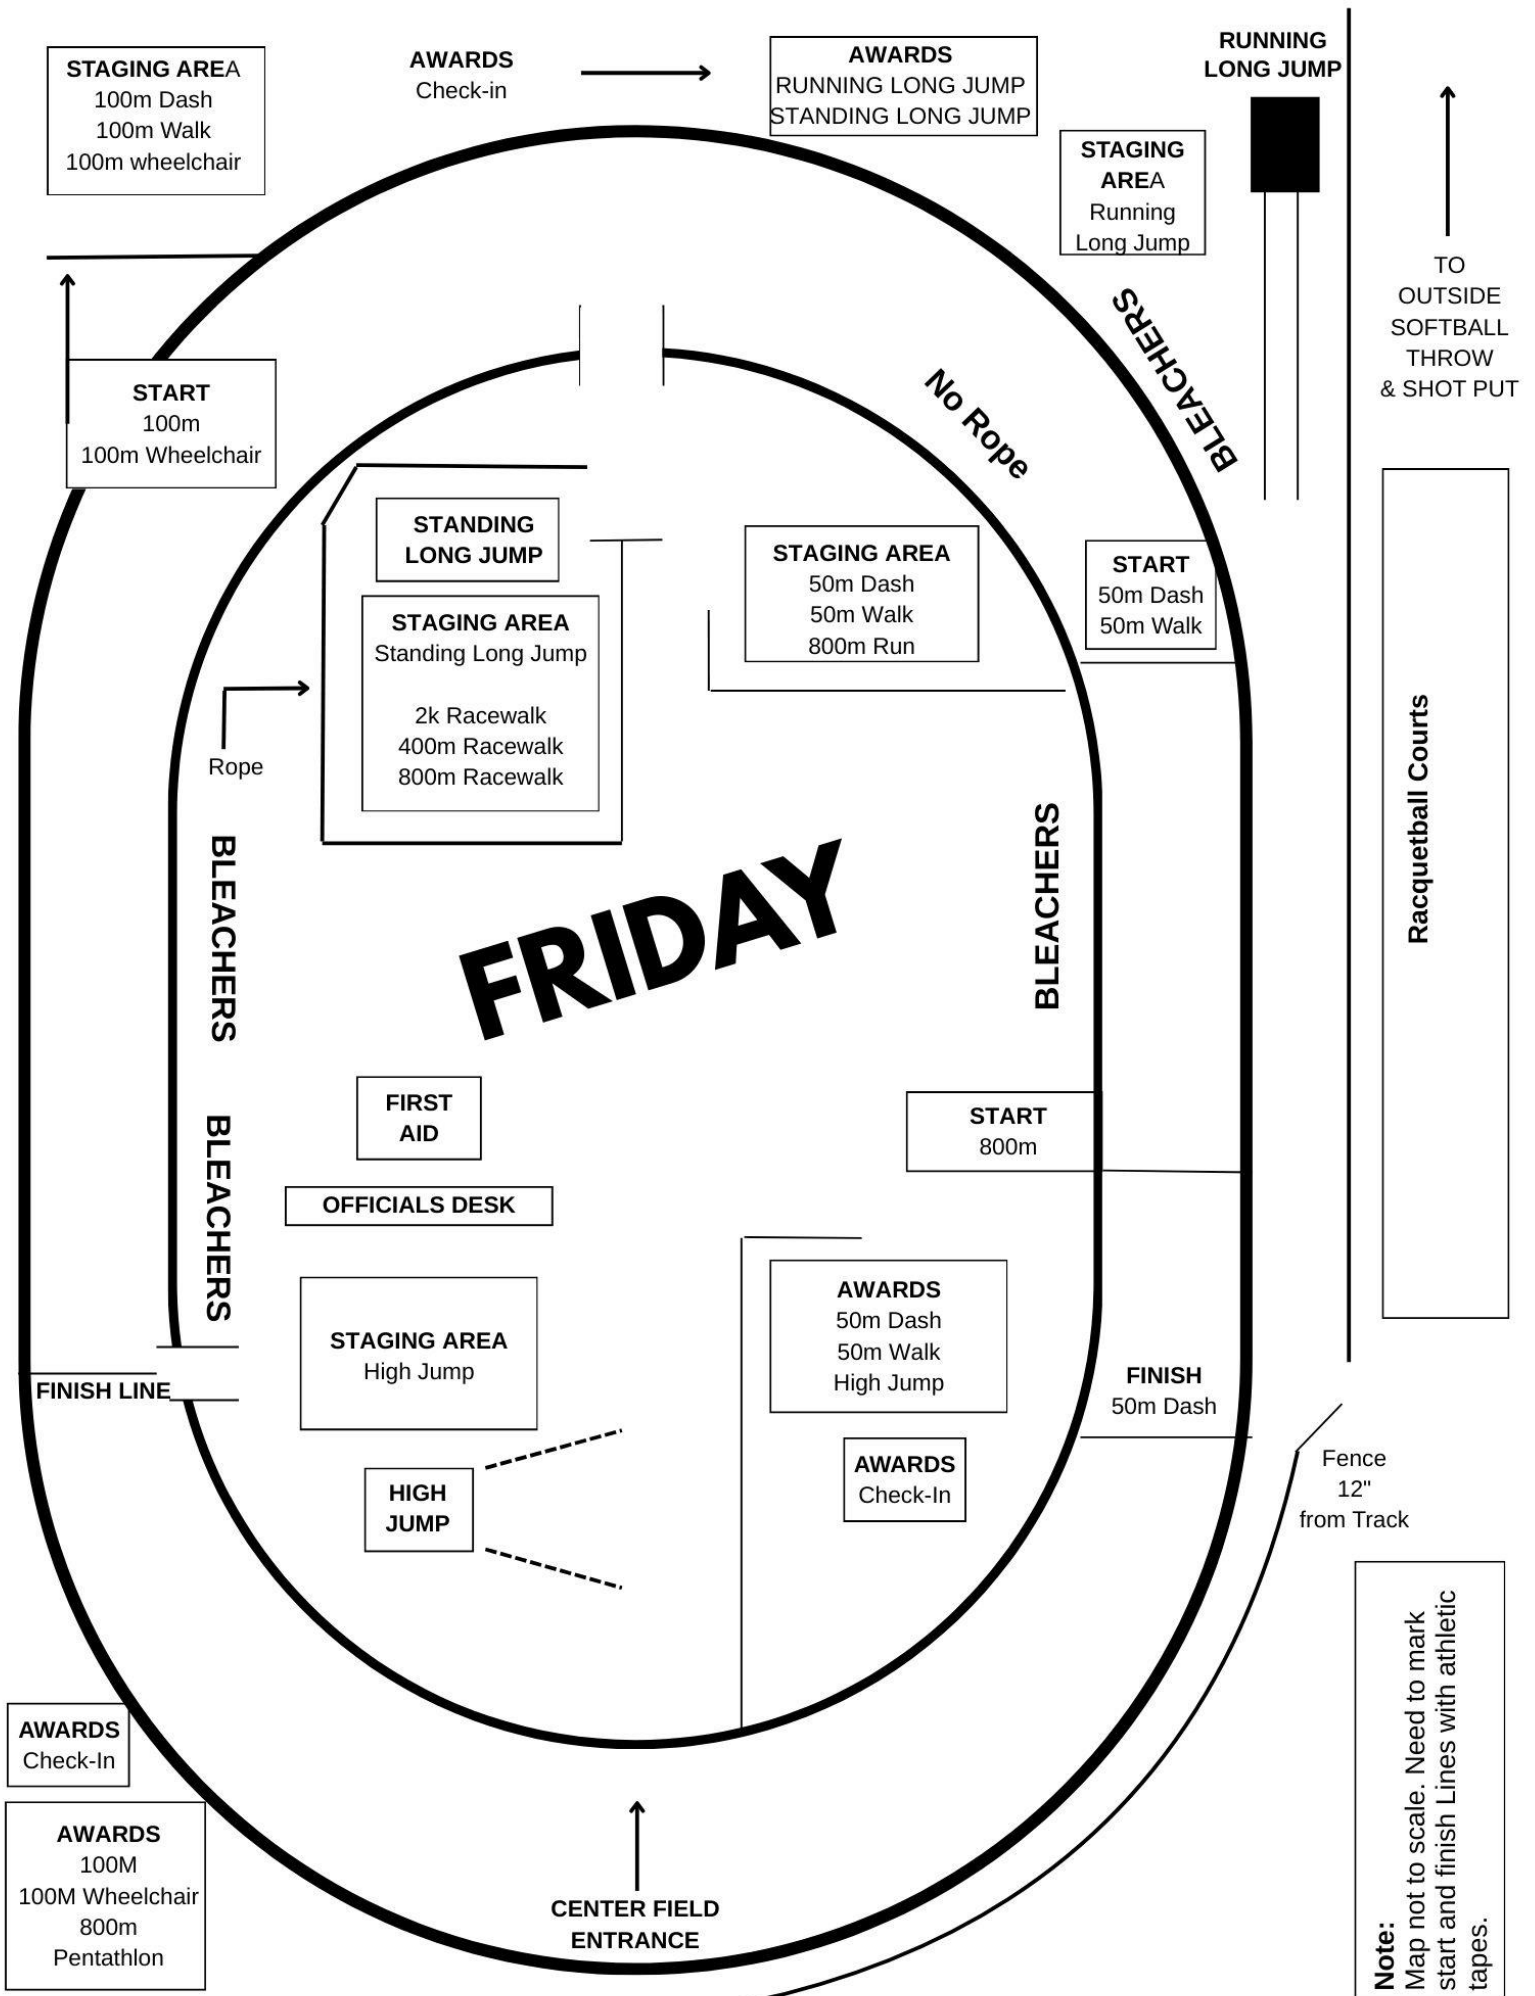 STAGING AREA
100m Dash
100m Walk
100m wheelchair
AWARDS
Check-in
AWARDS
RUNNING LONG JUMP
STANDING LONG JUMP
RUNNING
LONG JUMP
STAGING
AREA
Running
Long Jump
TO
OUTSIDE
SOFTBALL
THROW
& SHOT PUT
BLEACHERS
START
100m
100m Wheelchair
No Rope
STANDING
LONG JUMP
STAGING AREA
Standing Long Jump
2k Racewalk
400m Racewalk
800m Racewalk
STAGING AREA
50m Dash
50m Walk
800m Run
START
50m Dash
50m Walk
Rope
Racquetball Courts
BLEACHERS
FRIDAY
BLEACHERS
FIRST
AID
START
800m
BLEACHERS
OFFICIALS DESK
STAGING AREA
High Jump
AWARDS
50m Dash
50m Walk
High Jump
FINISH LINE
FINISH
50m Dash
AWARDS
Check-In
HIGH
JUMP
Fence
12"
from Track
AWARDS
Check-In
AWARDS
100M
100M Wheelchair
800m
Pentathlon
CENTER FIELD
ENTRANCE
Note:
Map not to scale. Need to mark
start and finish Lines with athletic
tapes.